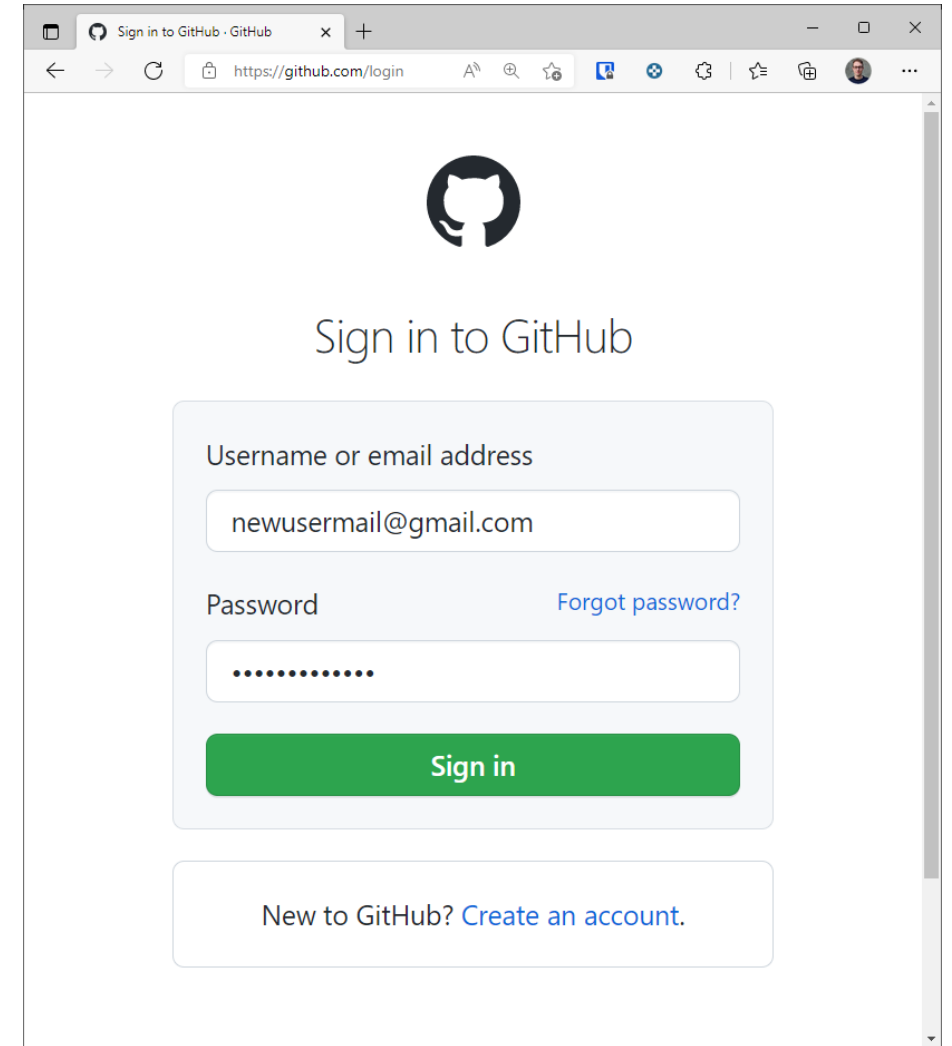 Sign in to GitHub · GitHub
https://github.com/login
Sign in to GitHub
Username or email address
newusermail@gmail.com
Password Forgot password?
•••••••••••••
Sign in
New to GitHub? Create an account.